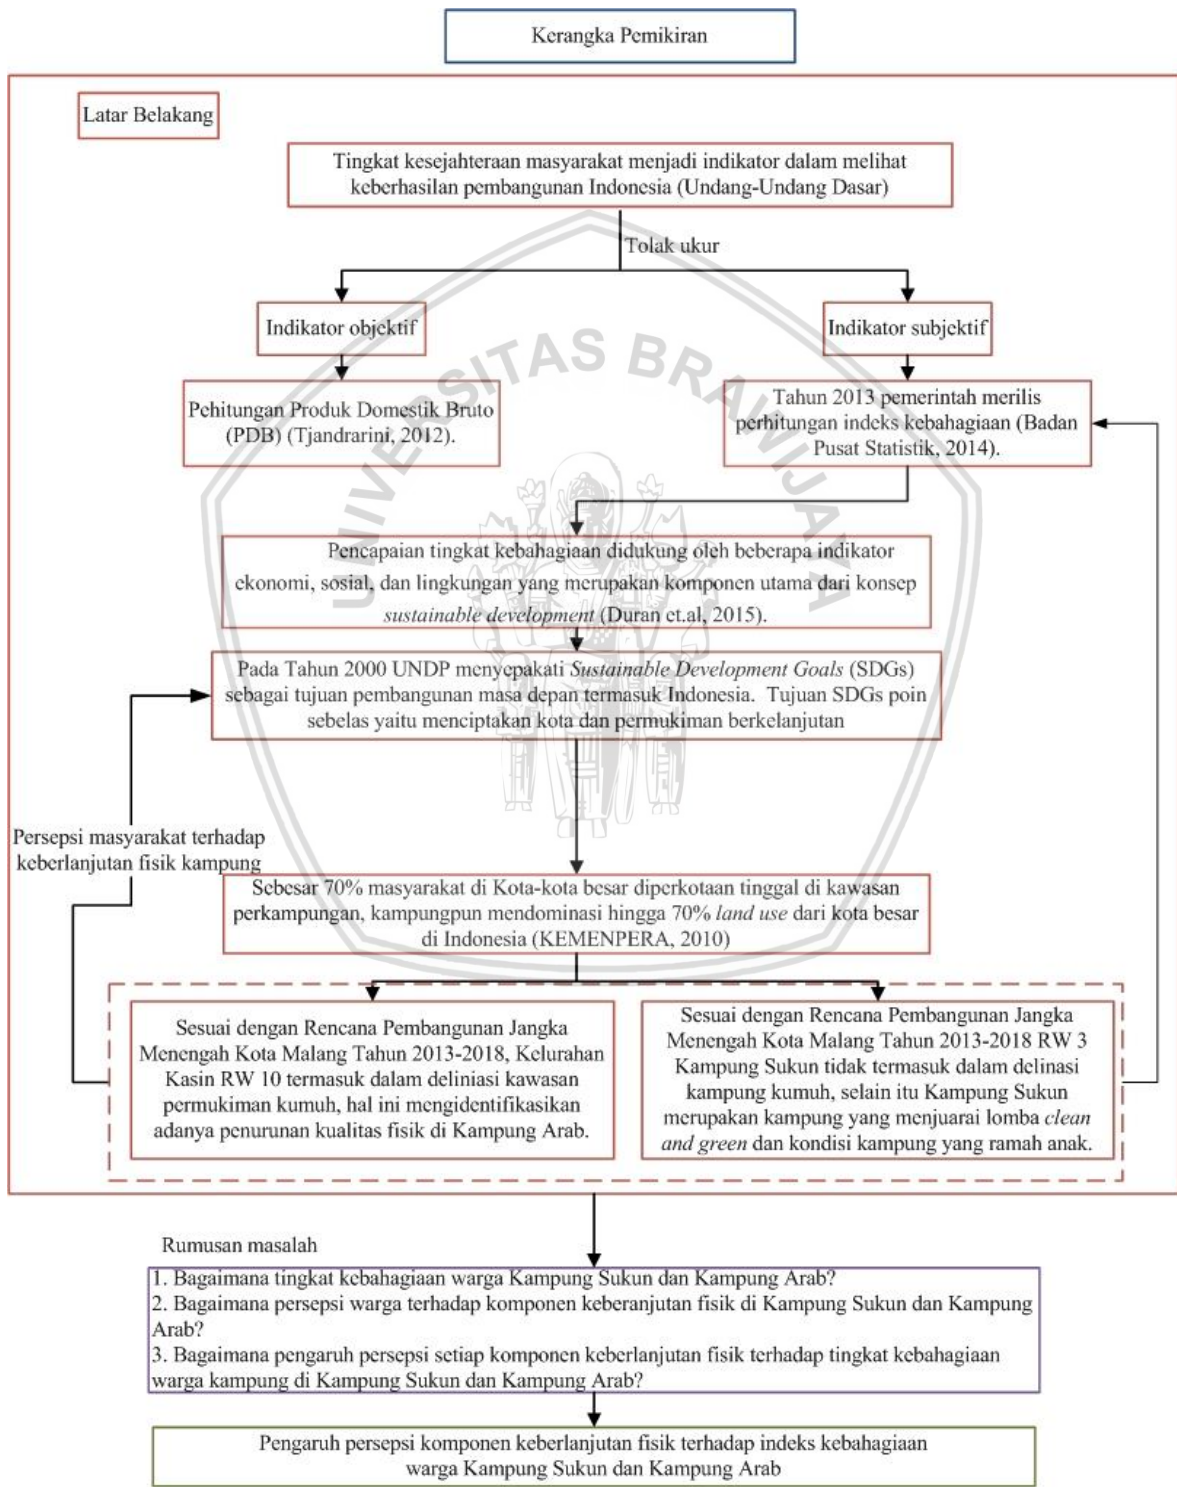 Kerangka Pemikiran
Latar Belakang
Tingkat kesejahteraan masyarakat menjadi indikator dalam melihat
keberhasilan pembangunan Indonesia (Undang-Undang Dasar)
Tolak ukur
Indikator objektif
Indikator subjektif
Pehitungan Produk Domestik Bruto
(PDB) (Tjandrarini, 2012).
Tahun 2013 pemerintah merilis
perhitungan indeks kebahagiaan (Badan
Pusat Statistik, 2014).
UNIVERSITAS BRAWIJAYA
Pencapaian tingkat kebahagiaan didukung oleh beberapa indikator
ekonomi, sosial, dan lingkungan yang merupakan komponen utama dari konsep
sustainable development (Duran et.al, 2015).
Pada Tahun 2000 UNDP menyepakati Sustainable Development Goals (SDGs)
sebagai tujuan pembangunan masa depan termasuk Indonesia. Tujuan SDGs poin
sebelas yaitu menciptakan kota dan permukiman berkelanjutan
Persepsi masyarakat terhadap
keberlanjutan fisik kampung
Sebesar 70% masyarakat di Kota-kota besar diperkotaan tinggal di kawasan
perkampungan, kampungpun mendominasi hingga 70% land use dari kota besar
di Indonesia (KEMENPERA, 2010)
Sesuai dengan Rencana Pembangunan Jangka
Menengah Kota Malang Tahun 2013-2018, Kelurahan
Kasin RW 10 termasuk dalam deliniasi kawasan
permukiman kumuh, hal ini mengidentifikasikan
adanya penurunan kualitas fisik di Kampung Arab.
Sesuai dengan Rencana Pembangunan Jangka
Menengah Kota Malang Tahun 2013-2018 RW 3
Kampung Sukun tidak termasuk dalam delinasi
kampung kumuh, selain itu Kampung Sukun
merupakan kampung yang menjuarai lomba clean
and green dan kondisi kampung yang ramah anak.
Rumusan masalah
1. Bagaimana tingkat kebahagiaan warga Kampung Sukun dan Kampung Arab?
2. Bagaimana persepsi warga terhadap komponen keberanjutan fisik di Kampung Sukun dan Kampung
Arab?
3. Bagaimana pengaruh persepsi setiap komponen keberlanjutan fisik terhadap tingkat kebahagiaan
warga kampung di Kampung Sukun dan Kampung Arab?
Pengaruh persepsi komponen keberlanjutan fisik terhadap indeks kebahagiaan
warga Kampung Sukun dan Kampung Arab